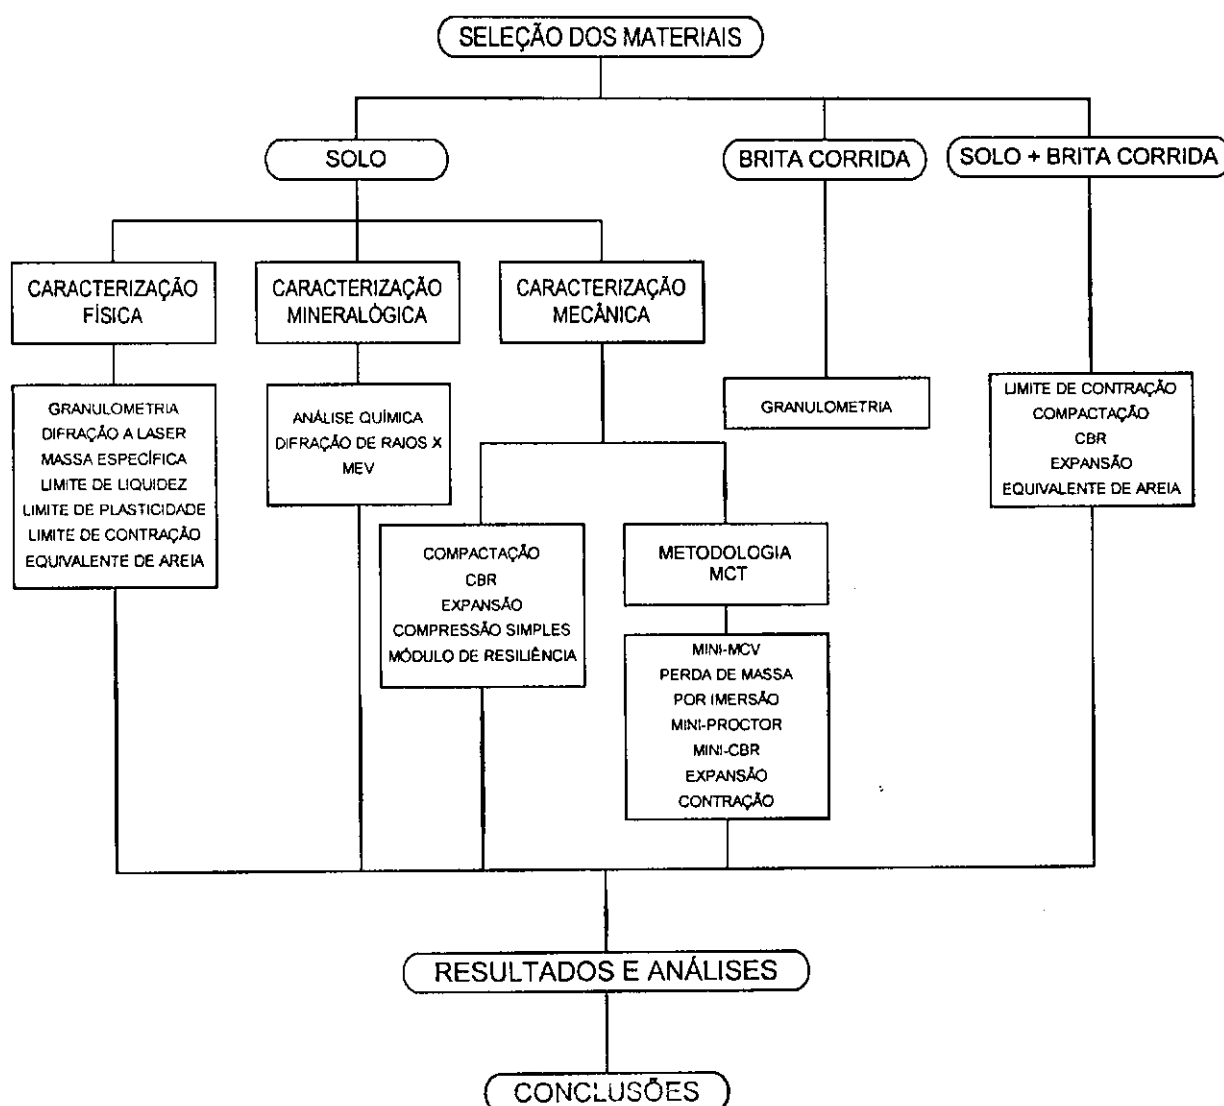 SELEÇÃO DOS MATERIAIS
SOLO
BRITA CORRIDA
SOLO + BRITA CORRIDA
CARACTERIZAÇÃO
FÍSICA
CARACTERIZAÇÃO
MINERALÓGICA
CARACTERIZAÇÃO
MECÂNICA
GRANULOMETRIA
DIFRAÇÃO A LASER
MASSA ESPECÍFICA
LIMITE DE LIQUIDEZ
LIMITE DE PLASTICIDADE
LIMITE DE CONTRAÇÃO
EQUIVALENTE DE AREIA
ANÁLISE QUÍMICA
DIFRAÇÃO DE RAIOS X
MEV
COMPACTAÇÃO
CBR
EXPANSÃO
COMPRESSÃO SIMPLES
MÓDULO DE RESILIÊNCIA
METODOLOGIA
MCT
MINI-MCV
PERDA DE MASSA
POR IMERSÃO
MINI-PROCTOR
MINI-CBR
EXPANSÃO
CONTRAÇÃO
GRANULOMETRIA
LIMITE DE CONTRAÇÃO
COMPACTAÇÃO
CBR
EXPANSÃO
EQUIVALENTE DE AREIA
RESULTADOS E ANÁLISES
CONCLUSÕES